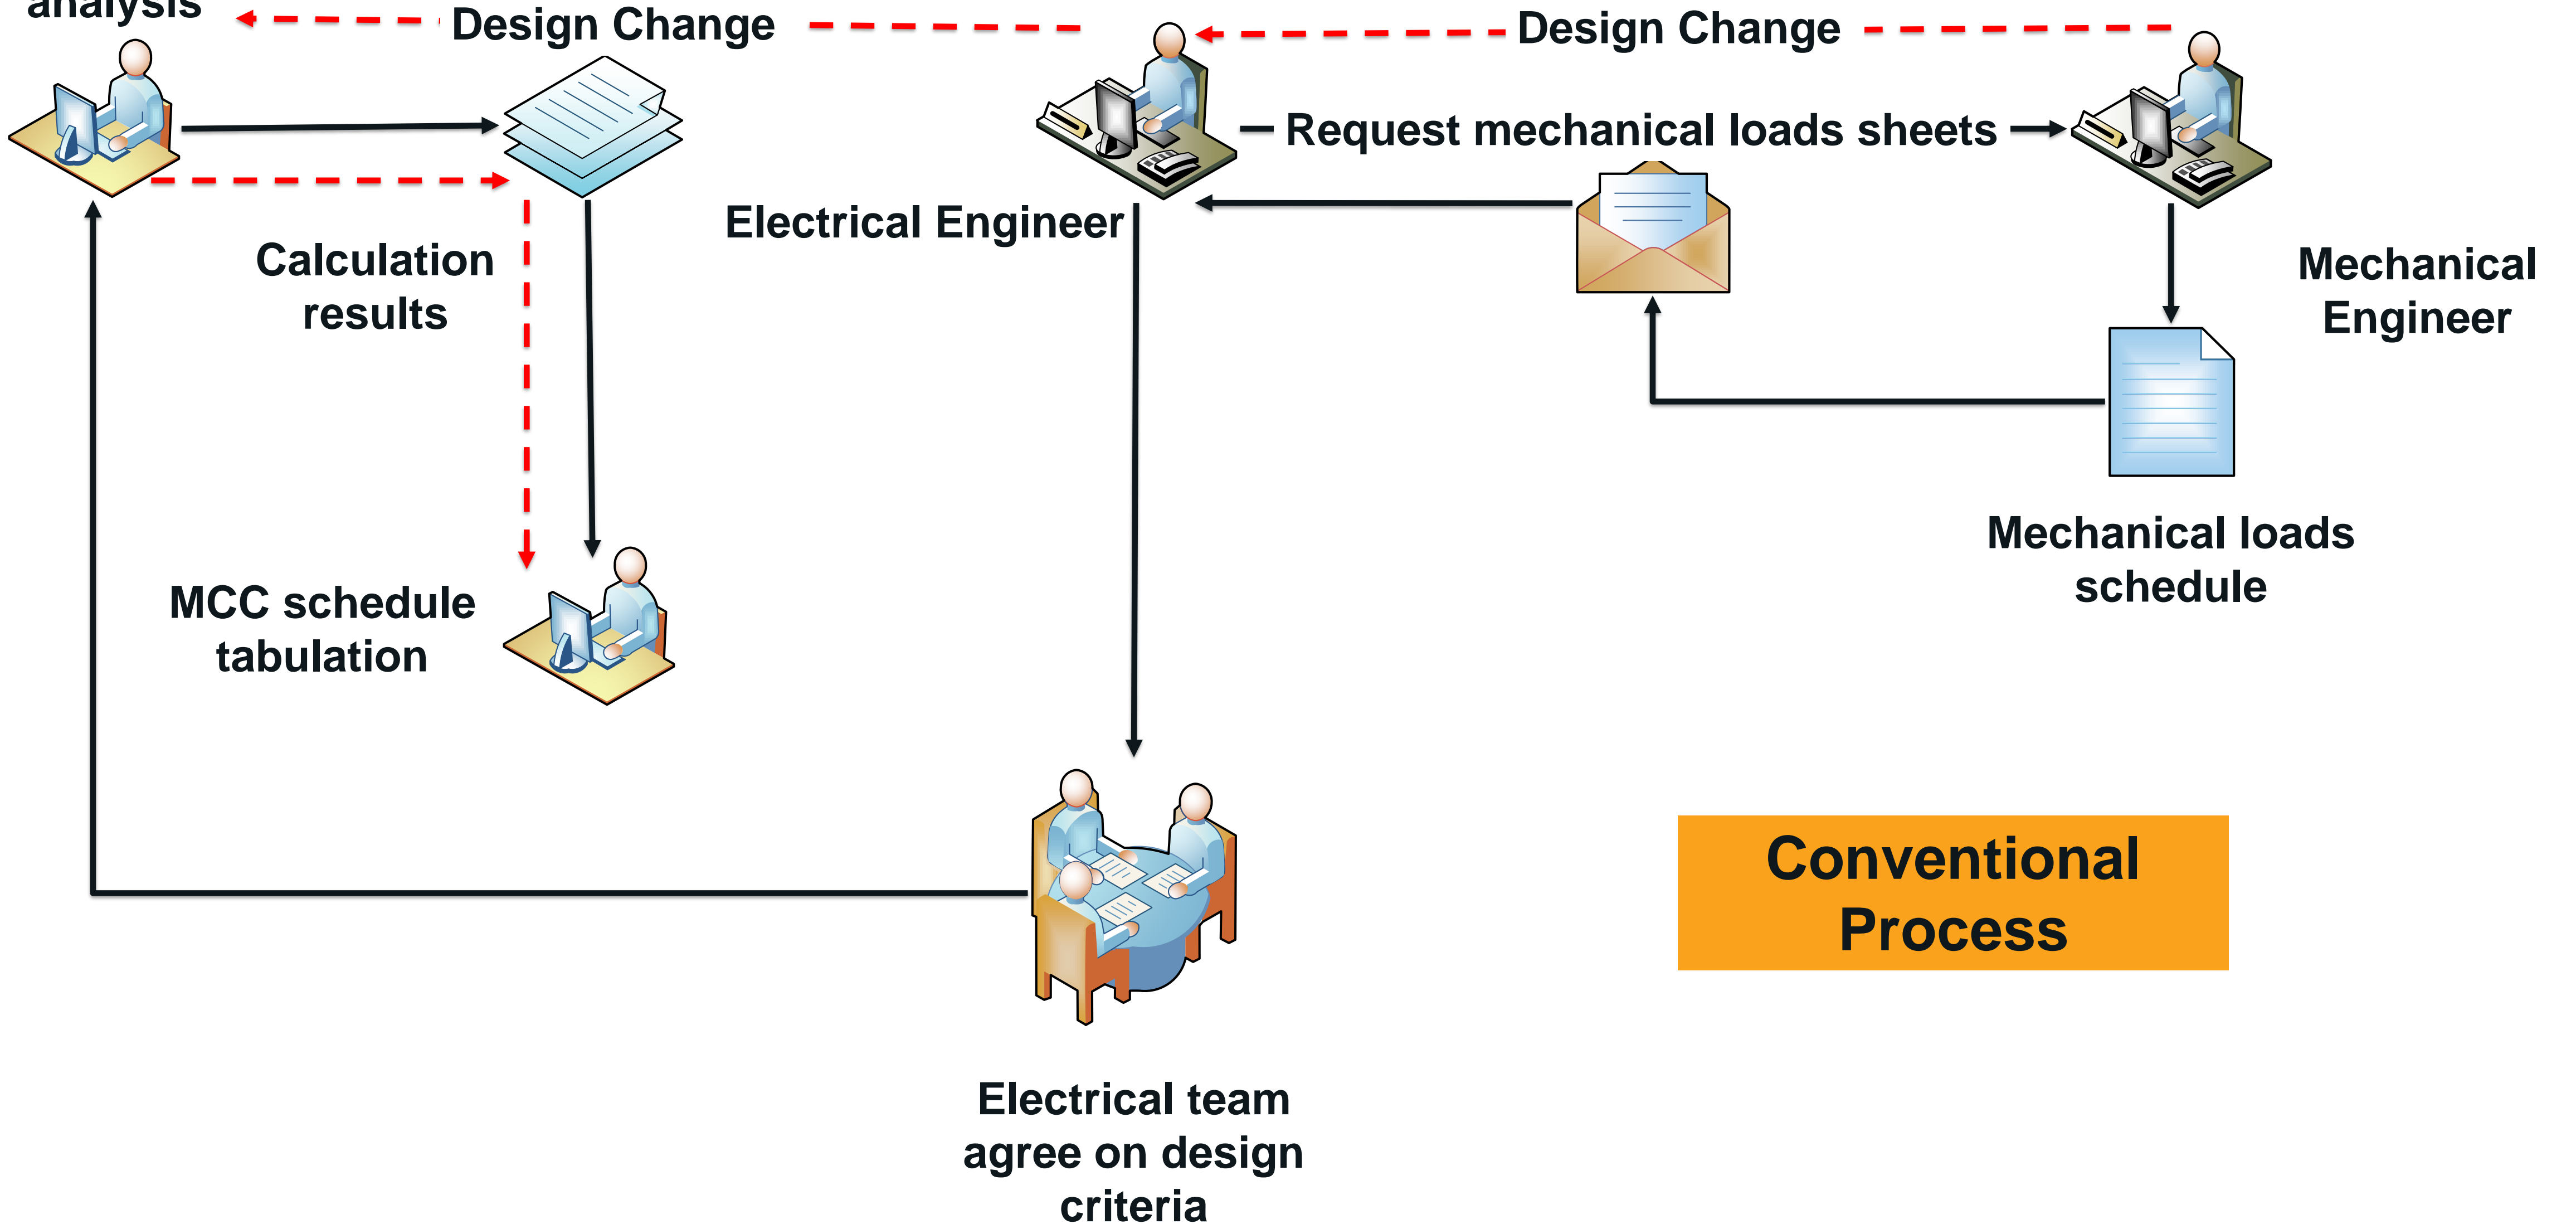 analysis
Design Change
Design Change
Request mechanical loads sheets
Electrical Engineer
Calculation
results
Mechanical
Engineer
Mechanical loads
schedule
MCC schedule
tabulation
Conventional
Process
Electrical team
agree on design
criteria